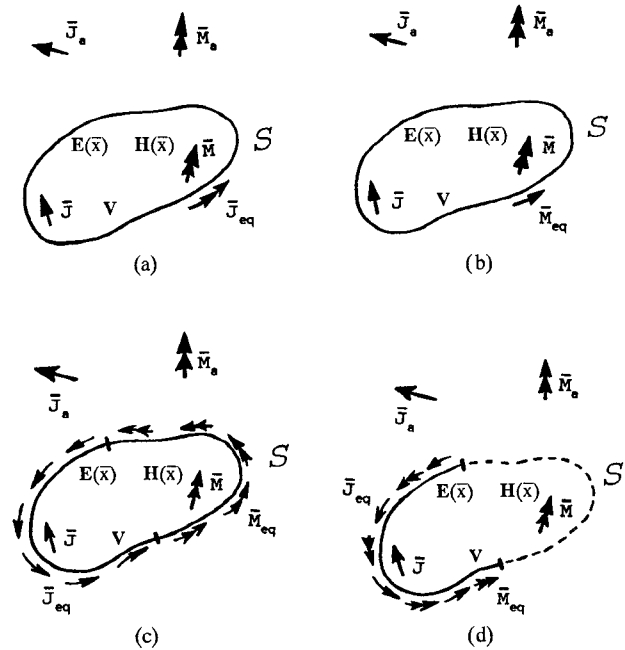 J̄ₐ M̄ₐ
E(x̄) H(x̄) M̄ S
J̄ V J̄eq
(a)
J̄ₐ M̄ₐ
E(x̄) H(x̄) M̄ S
J̄ V M̄eq
(b)
J̄ₐ M̄ₐ
E(x̄) H(x̄) M̄ S
J̄ V M̄eq
J̄eq
(c)
J̄ₐ M̄ₐ
J̄eq E(x̄) H(x̄) M̄ S
J̄ V
M̄eq
(d)